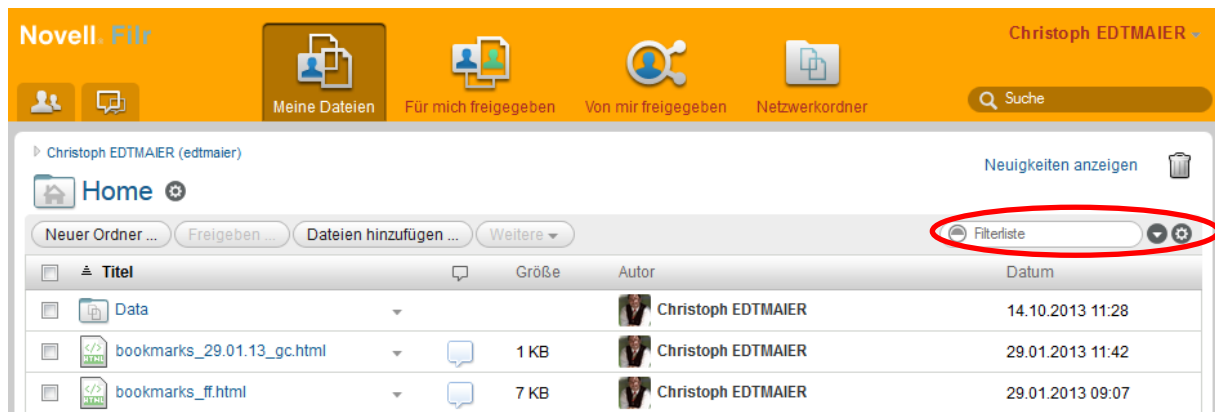 Novell. Filr
Christoph EDTMAIER
Meine Dateien
Für mich freigegeben
Von mir freigegeben
Netzwerkordner
Suche
Christoph EDTMAIER (edtmaier)
Neuigkeiten anzeigen
Home
Neuer Ordner ...
Freigeben ...
Dateien hinzufügen ...
Weitere
Filterliste
Titel
Größe
Autor
Datum
Data
Christoph EDTMAIER
14.10.2013 11:28
HTML
bookmarks_29.01.13_gc.html
1 KB
Christoph EDTMAIER
29.01.2013 11:42
HTML
bookmarks_ff.html
7 KB
Christoph EDTMAIER
29.01.2013 09:07